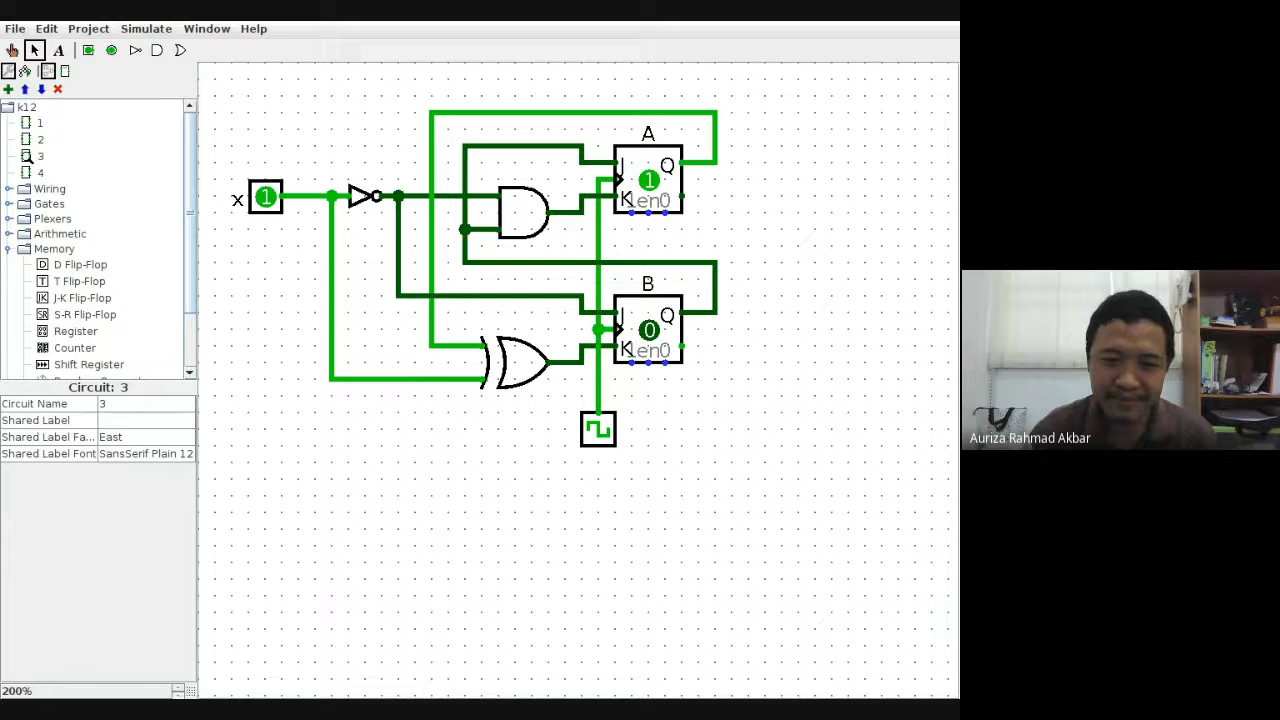 File Edit Project Simulate Window Help
A
k12
1
2
3
4
Wiring
Gates
Plexers
Arithmetic
Memory
D D Flip-Flop
T T Flip-Flop
JK J-K Flip-Flop
SR S-R Flip-Flop
Register
Counter
Shift Register
Circuit: 3
Circuit Name 3
Shared Label
Shared Label Fa... East
Shared Label Font SansSerif Plain 12
200%
x 1
A
J Q
1
K en0
B
J Q
0
K en0
Auriza Rahmad Akbar